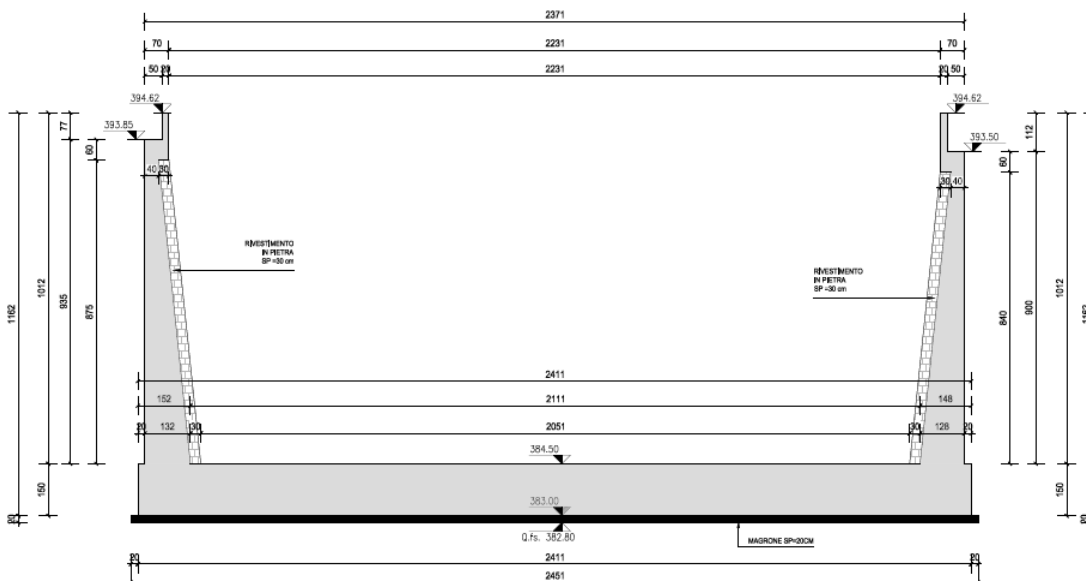 2371
70 2231 70
50 20 2231 20 50
394.62 394.62
393.85 393.50
77 112
60 60
40 30 30 40
RIVESTIMENTO
IN PIETRA
SP =30 cm
RIVESTIMENTO
IN PIETRA
SP =30 cm
1162 1012 935 875 840 900 1012 1162
2411
152 2111 148
20 132 30 2051 30 128 20
384.50
150 150
383.00
20 20
Q.fs. 382.80
MAGRONE SP=20CM
20 2411 20
2451